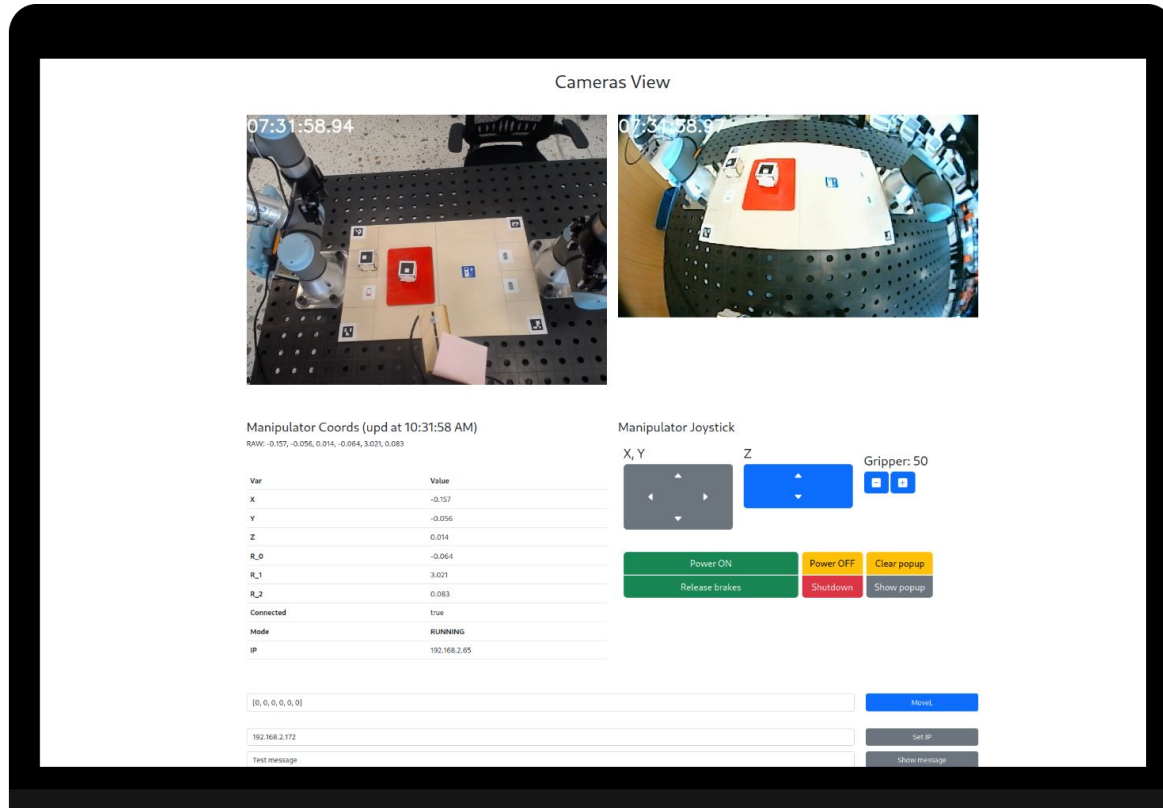 Cameras View
07:31:58.94
07:31:58.97
Manipulator Coords (upd at 10:31:58 AM)
RAW: -0.157, -0.056, 0.014, -0.064, 3.021, 0.083
Var Value
X -0.157
Y -0.056
Z 0.014
R_0 -0.064
R_1 3.021
R_2 0.083
Connected true
Mode RUNNING
IP 192.168.2.65
Manipulator Joystick
X, Y Z Gripper: 50
Power ON Power OFF Clear popup
Release brakes Shutdown Show popup
[0, 0, 0, 0, 0, 0] MoveL
192.168.2.172 Set IP
Test message Show message